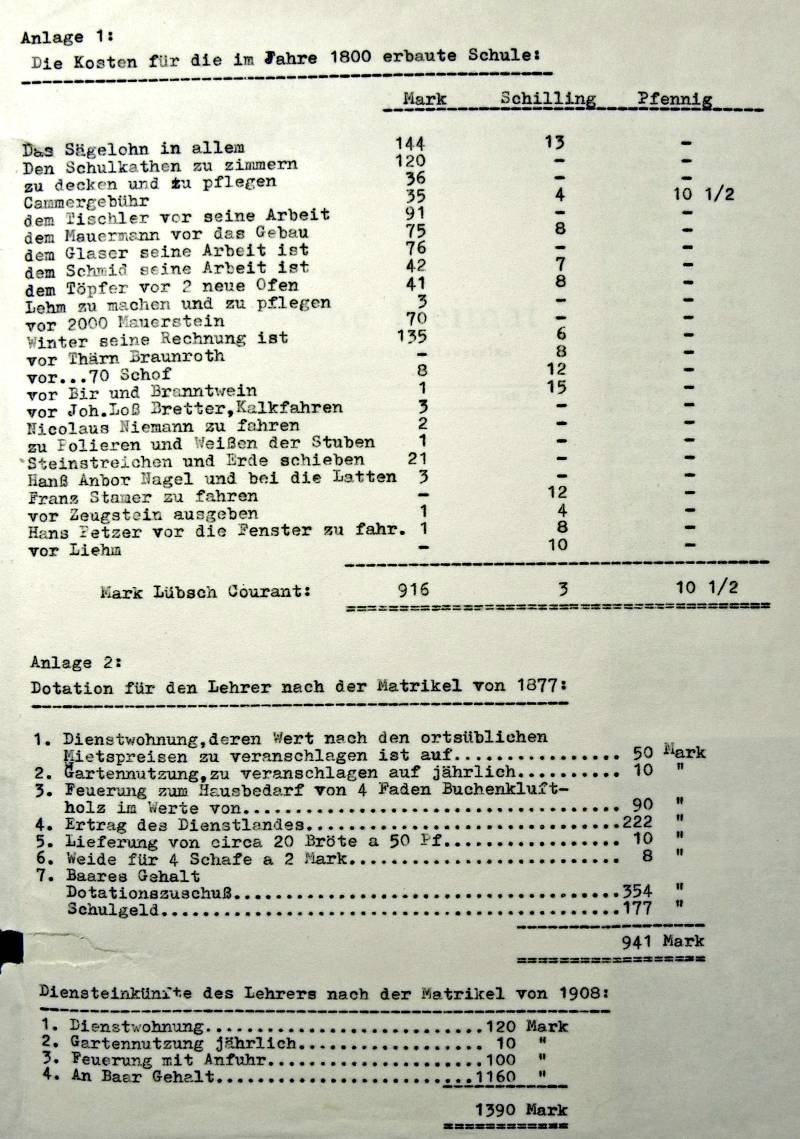 Anlage 1:
Die Kosten für die im Jahre 1800 erbaute Schule:
Mark Schilling Pfennig
Das Sägelohn in allem 144 13 -
Den Schulkathen zu zimmern 120 - -
zu decken und zu pflegen 36 - -
Cammergebühr 35 4 10 1/2
dem Tischler vor seine Arbeit 91 - -
dem Mauermann vor das Gebau 75 8 -
dem Glaser seine Arbeit ist 76 - -
dem Schmid seine Arbeit ist 42 7 -
dem Töpfer vor 2 neue Ofen 41 8 -
Lehm zu machen und zu pflegen 3 - -
vor 2000 Mauerstein 70 - -
Winter seine Rechnung ist 135 6 -
vor Thärn Braunroth - 8 -
vor...70 Schof 8 12 -
vor Bir und Branntwein 1 15 -
vor Joh.Loß Bretter,Kalkfahren 3 - -
Nicolaus Niemann zu fahren 2 - -
zu Polieren und Weißen der Stuben 1 - -
Steinstreichen und Erde schieben 21 - -
Hanß Anbor Nagel und bei die Latten 3 - -
Franz Stamer zu fahren - 12 -
vor Zeugstein ausgeben 1 4 -
Hans Petzer vor die Fenster zu fahr. 1 8 -
vor Liehm - 10 -
Mark Lübsch Courant: 916 3 10 1/2
Anlage 2:
Dotation für den Lehrer nach der Matrikel von 1877:
1. Dienstwohnung,deren Wert nach den ortsüblichen
Mietspreisen zu veranschlagen ist auf................ 50 Mark
2. Gartennutzung,zu veranschlagen auf jährlich.......... 10 "
3. Feuerung zum Hausbedarf von 4 Faden Buchenkluft-
holz im Werte von..................................... 90 "
4. Ertrag des Dienstlandes...............................222 "
5. Lieferung von circa 20 Bröte a 50 Pf................. 10 "
6. Weide für 4 Schafe a 2 Mark.......................... 8 "
7. Baares Gehalt
Dotationszuschuß......................................354 "
Schulgeld.............................................177 "
941 Mark
Diensteinkünfte des Lehrers nach der Matrikel von 1908:
1. Dienstwohnung...........................120 Mark
2. Gartennutzung jährlich.................. 10 "
3. Feuerung mit Anfuhr.....................100 "
4. An Baar Gehalt.........................1160 "
1390 Mark